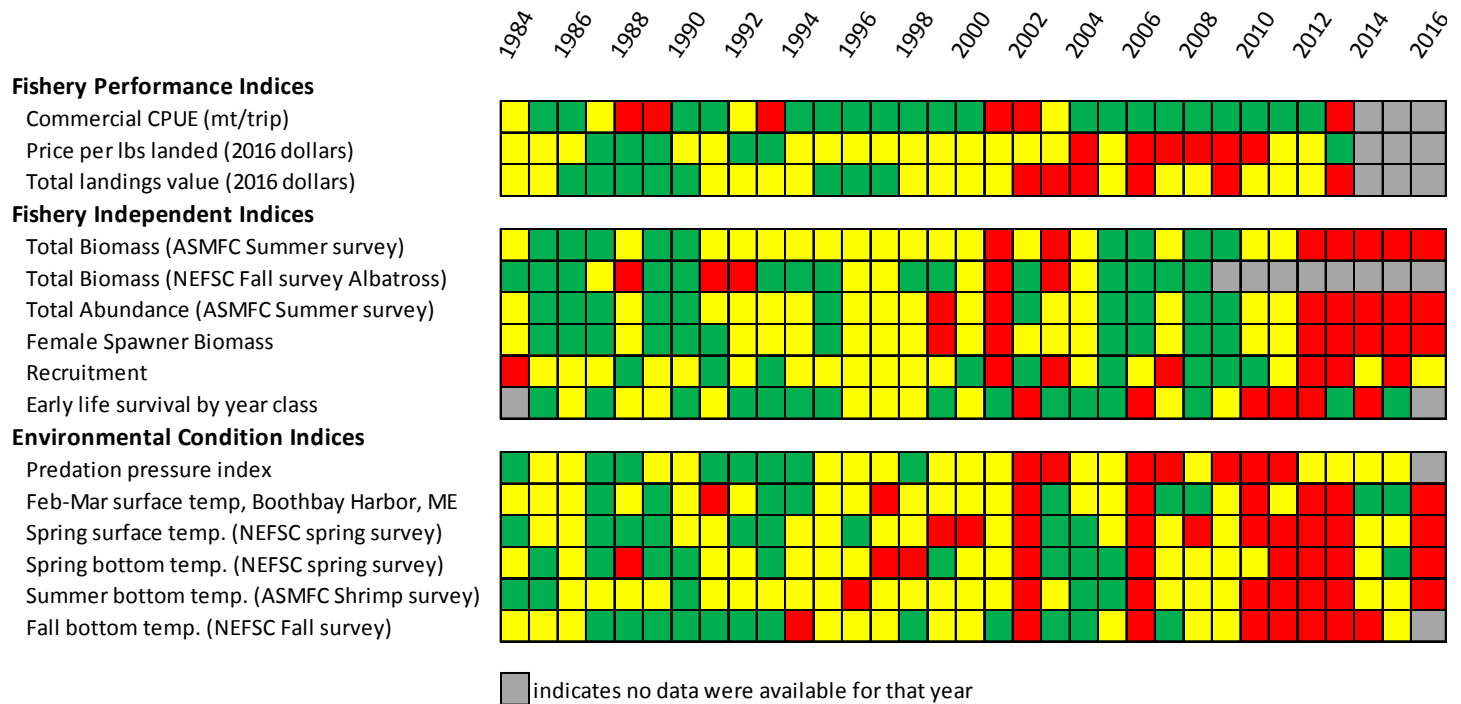 1984 1986 1988 1990 1992 1994 1996 1998 2000 2002 2004 2006 2008 2010 2012 2014 2016
Fishery Performance Indices
Commercial CPUE (mt/trip)
Price per lbs landed (2016 dollars)
Total landings value (2016 dollars)
Fishery Independent Indices
Total Biomass (ASMFC Summer survey)
Total Biomass (NEFSC Fall survey Albatross)
Total Abundance (ASMFC Summer survey)
Female Spawner Biomass
Recruitment
Early life survival by year class
Environmental Condition Indices
Predation pressure index
Feb-Mar surface temp, Boothbay Harbor, ME
Spring surface temp. (NEFSC spring survey)
Spring bottom temp. (NEFSC spring survey)
Summer bottom temp. (ASMFC Shrimp survey)
Fall bottom temp. (NEFSC Fall survey)
indicates no data were available for that year